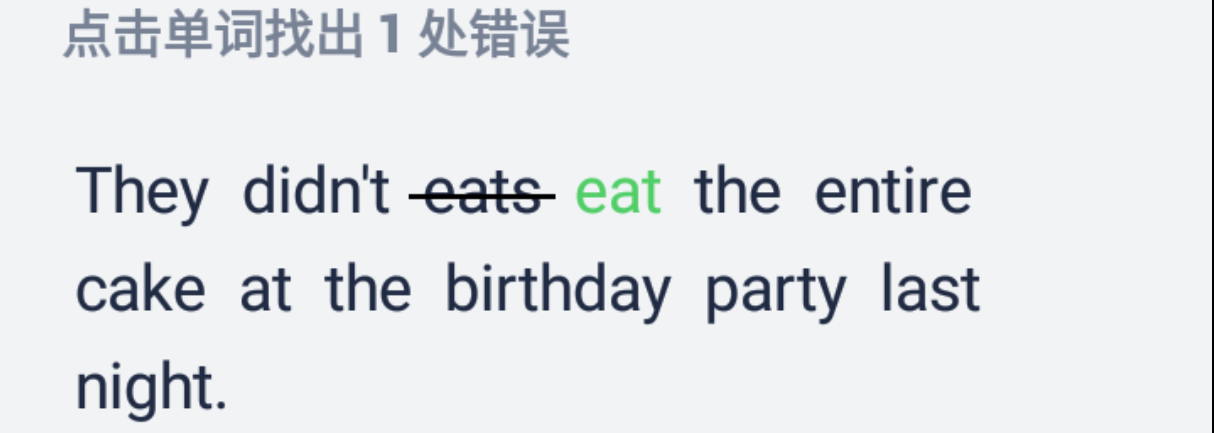 点击单词找出 1 处错误
They didn't eats eat the entire
cake at the birthday party last
night.